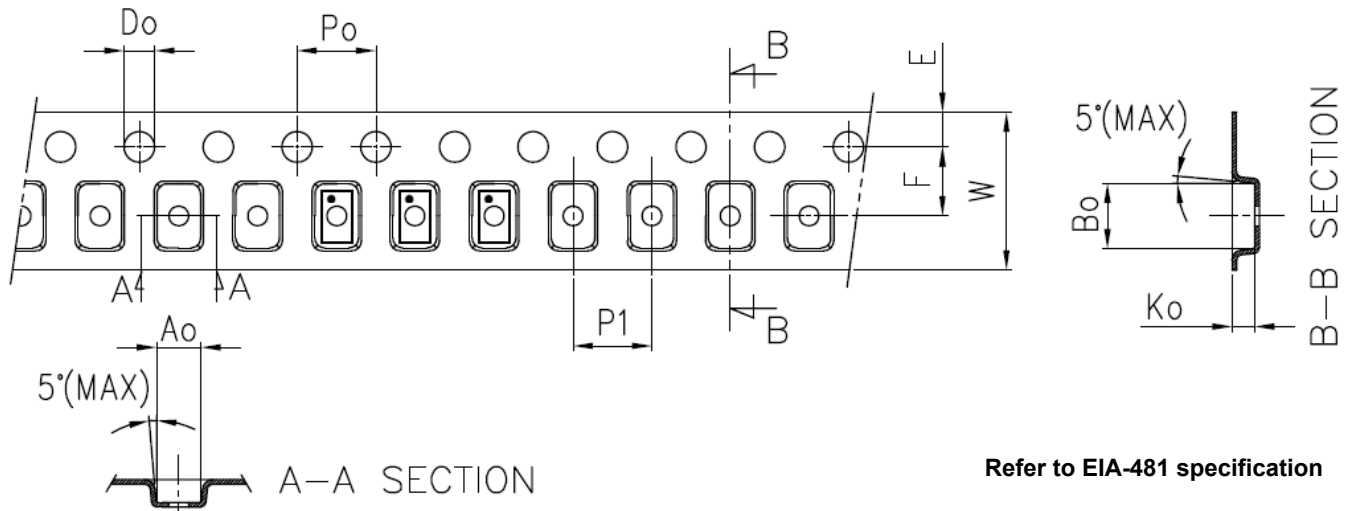 Do
Po
B
E
F
W
A
A
P1
B
Ao
5°(MAX)
A-A SECTION
5°(MAX)
Bo
Ko
B-B SECTION
Refer to EIA-481 specification